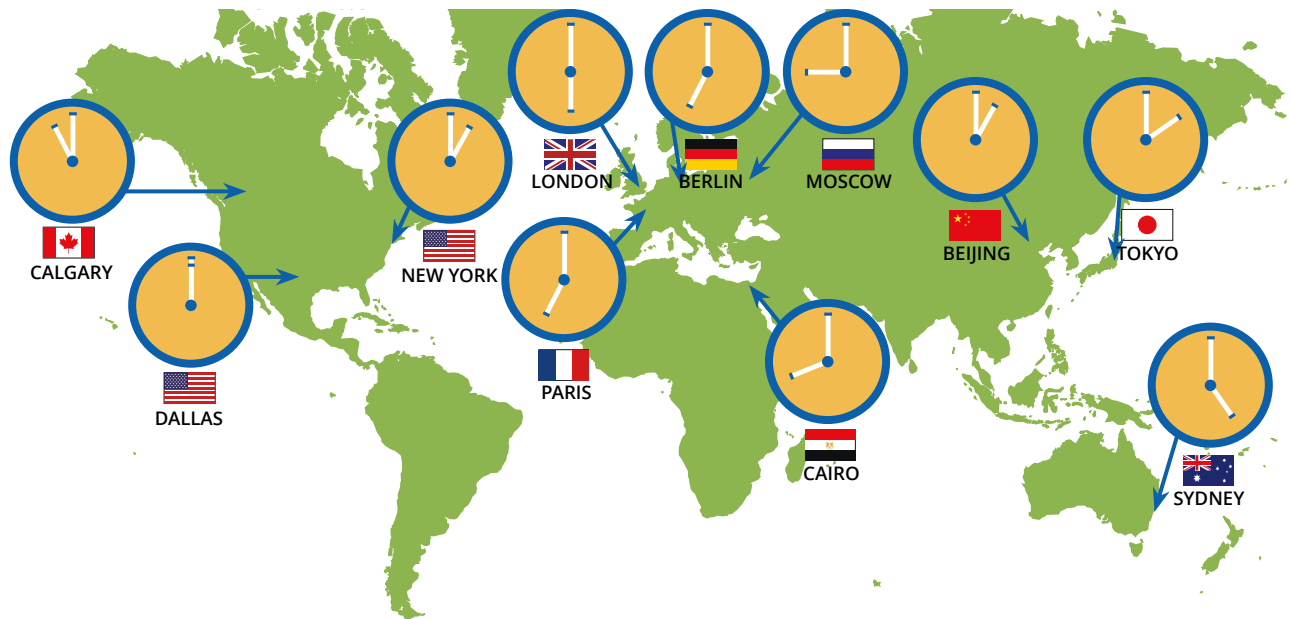 LONDON
BERLIN
MOSCOW
CALGARY
NEW YORK
BEIJING
TOKYO
DALLAS
PARIS
CAIRO
SYDNEY